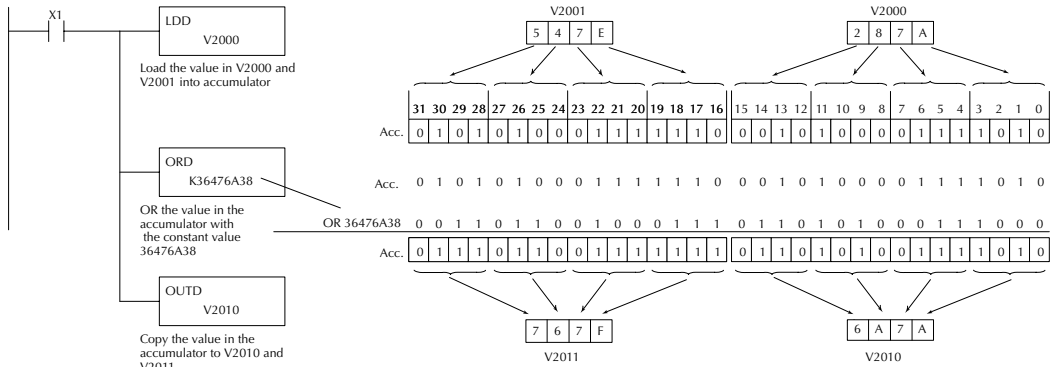 X1
LDD
V2000
Load the value in V2000 and
V2001 into accumulator
ORD
K36476A38
OR the value in the
accumulator with
the constant value
36476A38
OUTD
V2010
Copy the value in the
accumulator to V2010 and
V2011
V2001
5 4 7 E
V2000
2 8 7 A
31 30 29 28 27 26 25 24 23 22 21 20 19 18 17 16 15 14 13 12 11 10 9 8 7 6 5 4 3 2 1 0
Acc. 0 1 0 1 0 1 0 0 0 1 1 1 1 1 1 0 0 0 1 0 1 0 0 0 0 1 1 1 1 0 1 0
Acc. 0 1 0 1 0 1 0 0 0 1 1 1 1 1 1 0 0 0 1 0 1 0 0 0 0 1 1 1 1 0 1 0
OR 36476A38 0 0 1 1 0 1 1 0 0 1 0 0 0 1 1 1 0 1 1 0 1 0 1 0 0 0 1 1 1 0 0 0
Acc. 0 1 1 1 0 1 1 0 0 1 1 1 1 1 1 1 0 1 1 0 1 0 1 0 0 1 1 1 1 0 1 0
7 6 7 F
V2011
6 A 7 A
V2010